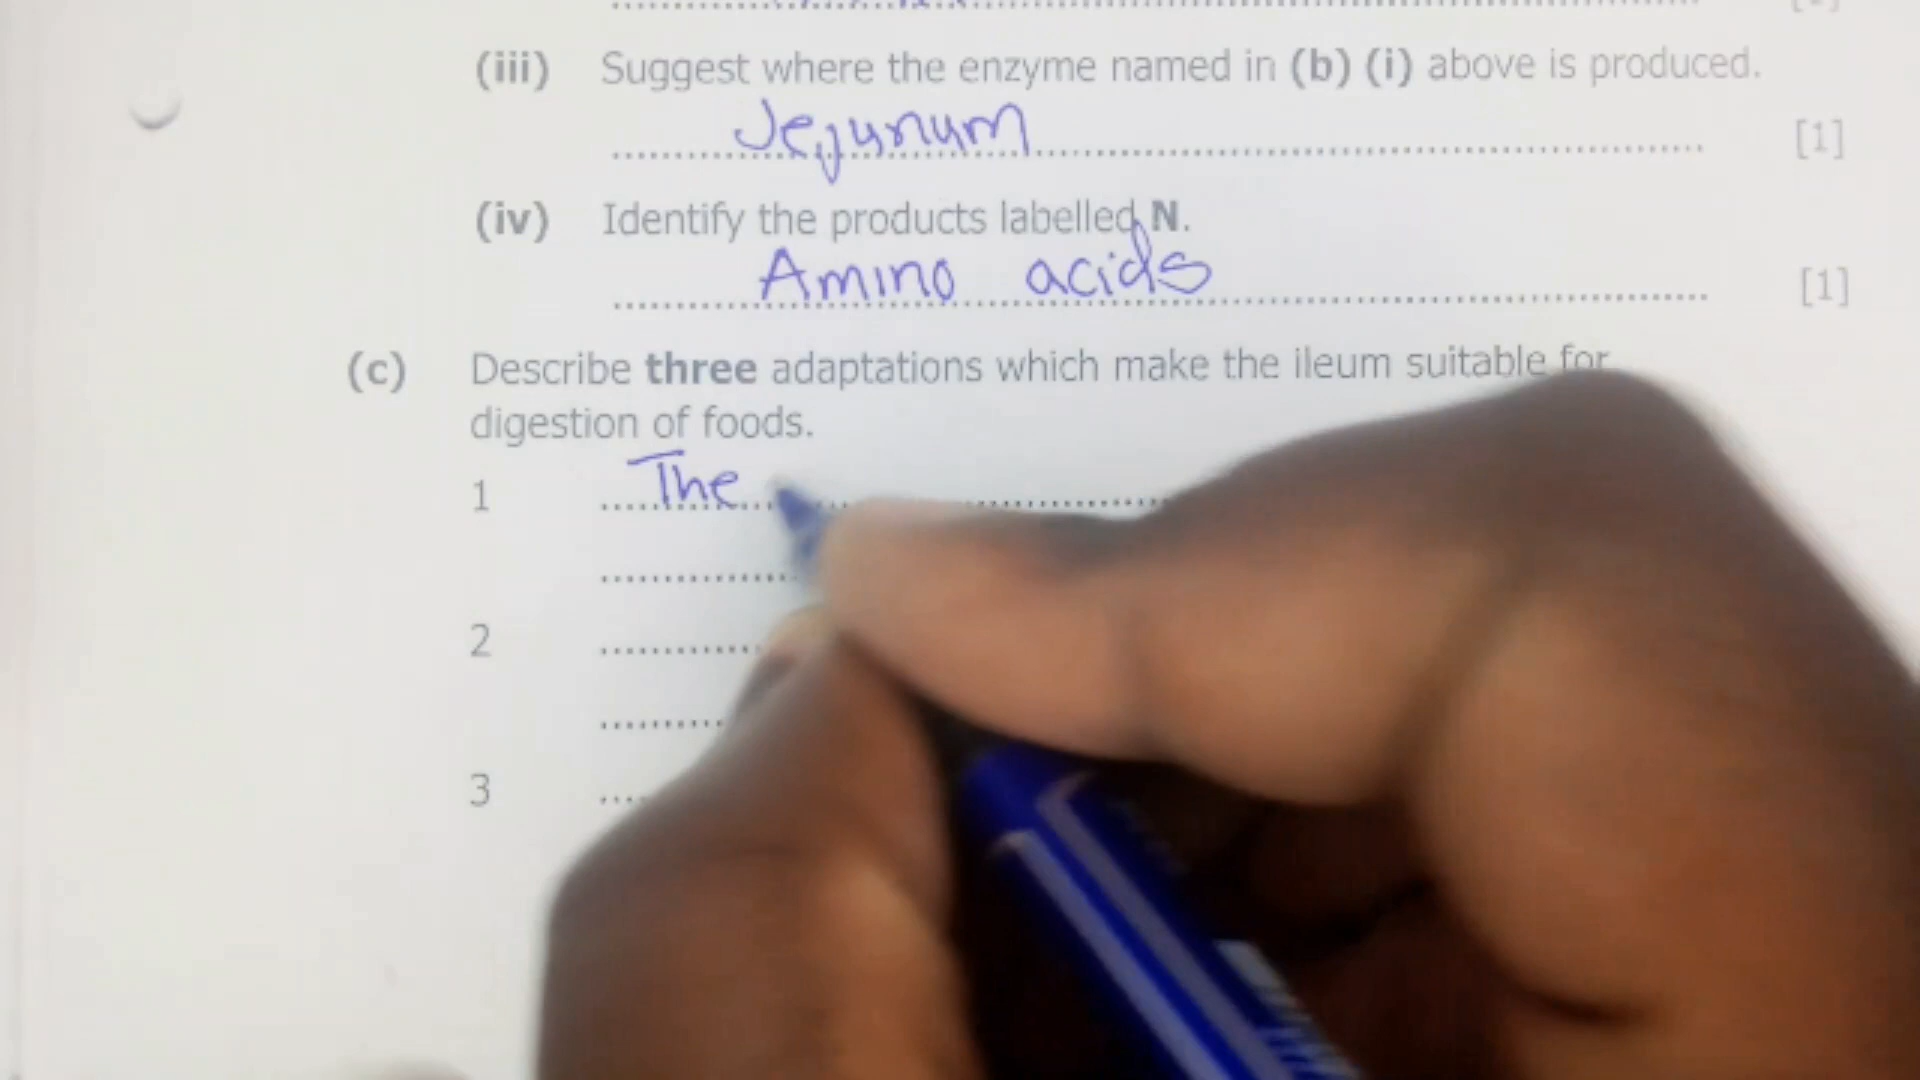 (iii) Suggest where the enzyme named in (b) (i) above is produced.
Jejunum [1]
(iv) Identify the products labelled N.
Amino acids [1]
(c) Describe three adaptations which make the ileum suitable for
digestion of foods.
1 The
2
3